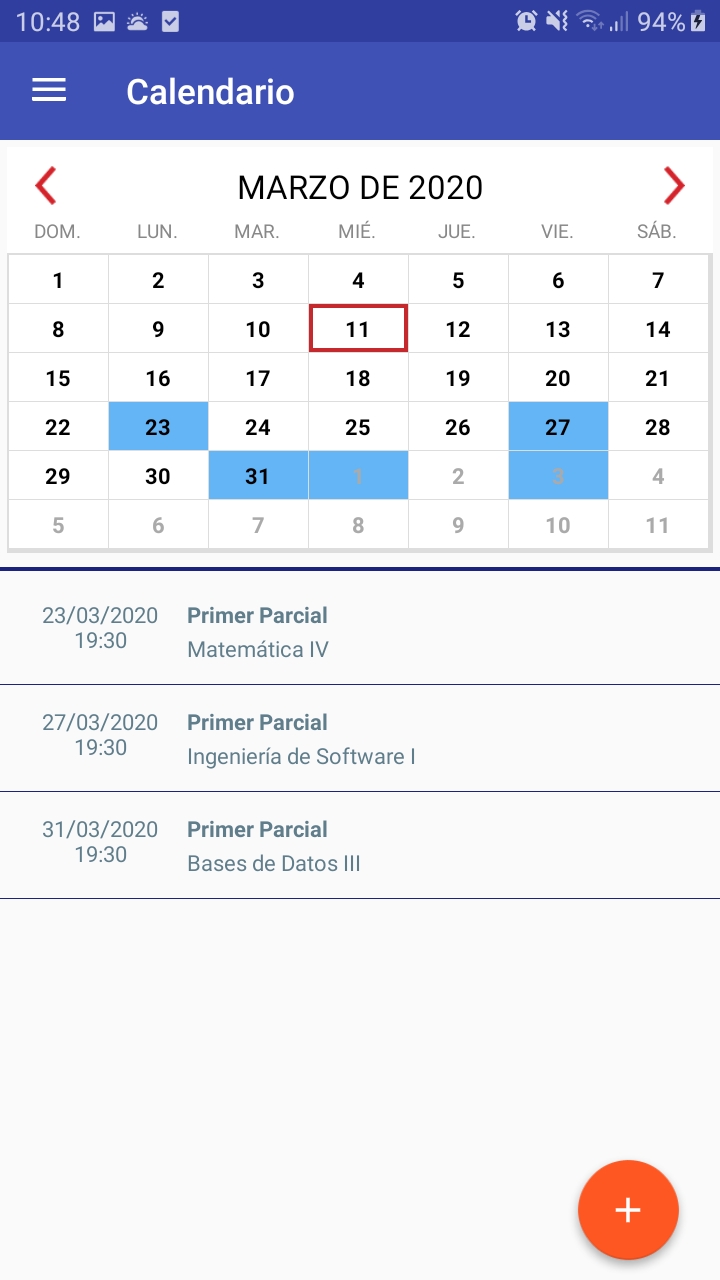 10:48 94%
Calendario
MARZO DE 2020
DOM. LUN. MAR. MIÉ. JUE. VIE. SÁB.
1 2 3 4 5 6 7
8 9 10 11 12 13 14
15 16 17 18 19 20 21
22 23 24 25 26 27 28
29 30 31 1 2 3 4
5 6 7 8 9 10 11
23/03/2020 Primer Parcial
19:30 Matemática IV
27/03/2020 Primer Parcial
19:30 Ingeniería de Software I
31/03/2020 Primer Parcial
19:30 Bases de Datos III
+